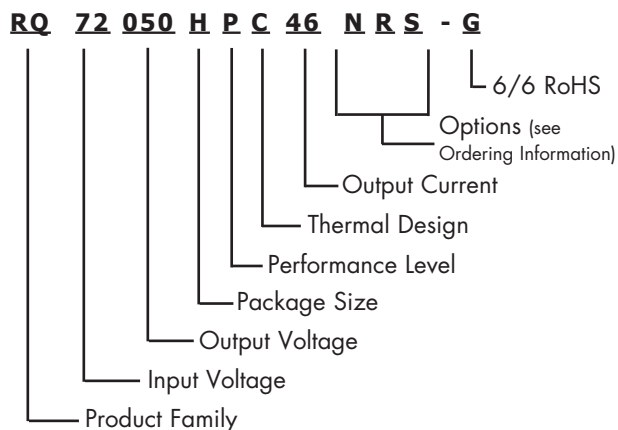 RQ 72 050 H P C 46 N R S - G
6/6 RoHS
Options (see
Ordering Information)
Output Current
Thermal Design
Performance Level
Package Size
Output Voltage
Input Voltage
Product Family